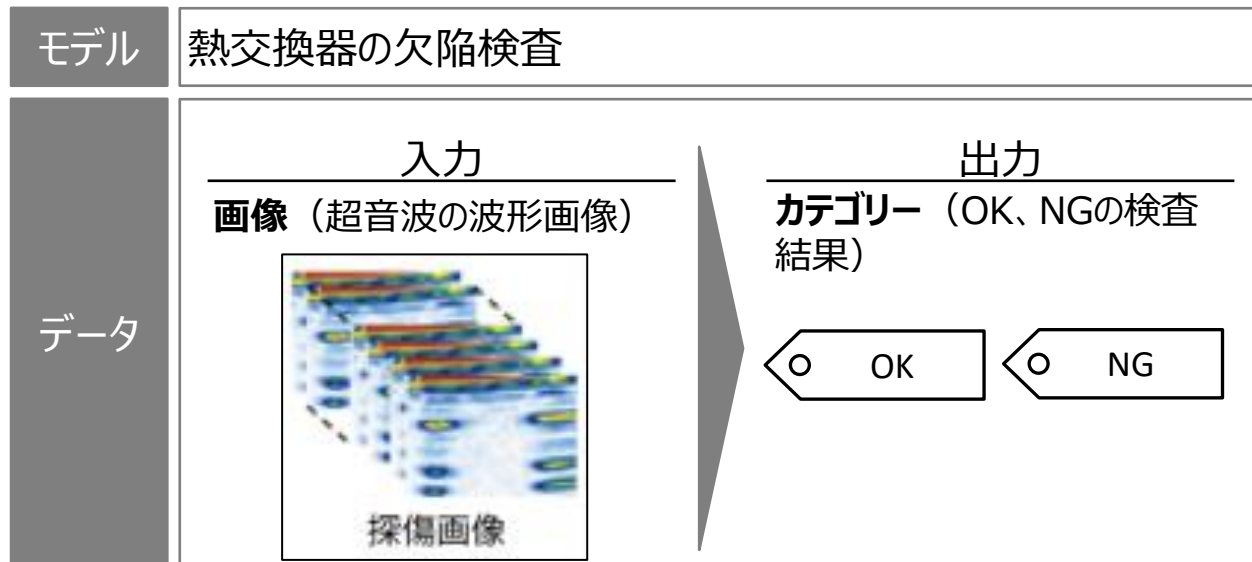 モデル
熱交換器の欠陥検査
データ
入力
画像（超音波の波形画像）
探傷画像
出力
カテゴリー（OK、NGの検査
結果）
OK
NG